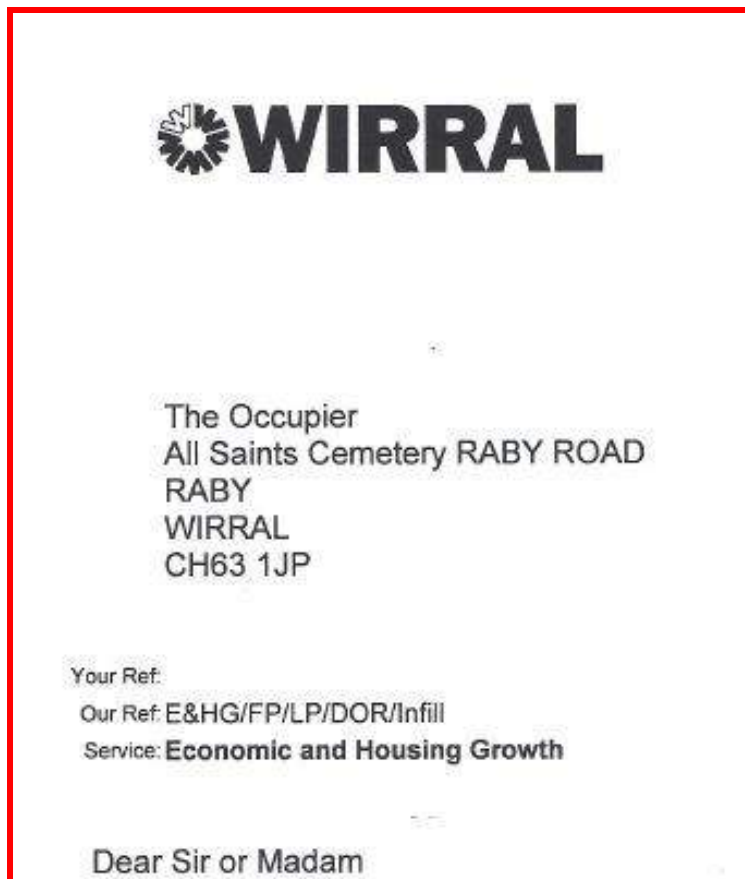 WIRRAL
The Occupier
All Saints Cemetery RABY ROAD
RABY
WIRRAL
CH63 1JP
Your Ref:
Our Ref: E&HG/FP/LP/DOR/Infill
Service: Economic and Housing Growth
Dear Sir or Madam